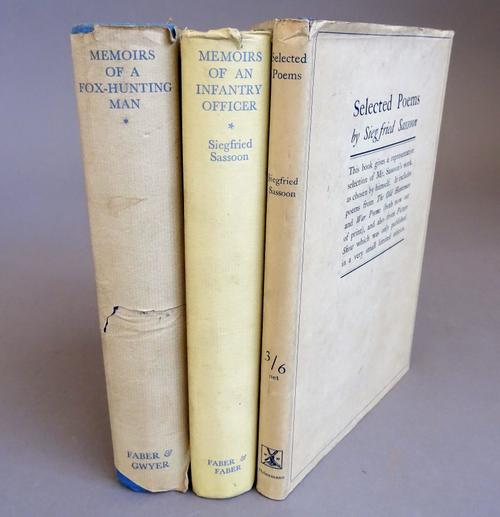 MEMOIRS
OF A
FOX-HUNTING
MAN
*
FABER &
GWYER
MEMOIRS
OF AN
INFANTRY
OFFICER
*
Siegfried
Sassoon
FABER &
FABER
Selected
Poems
Siegfried
Sassoon
3/6
net
Selected Poems
by Siegfried Sassoon
This book gives a representative
selection of Mr. Sassoon's work,
as chosen by himself. It includes
poems from The Old Huntsman
and War Poems (both now out
of print), and also from Picture
Show which was only published
in a very small limited edition.